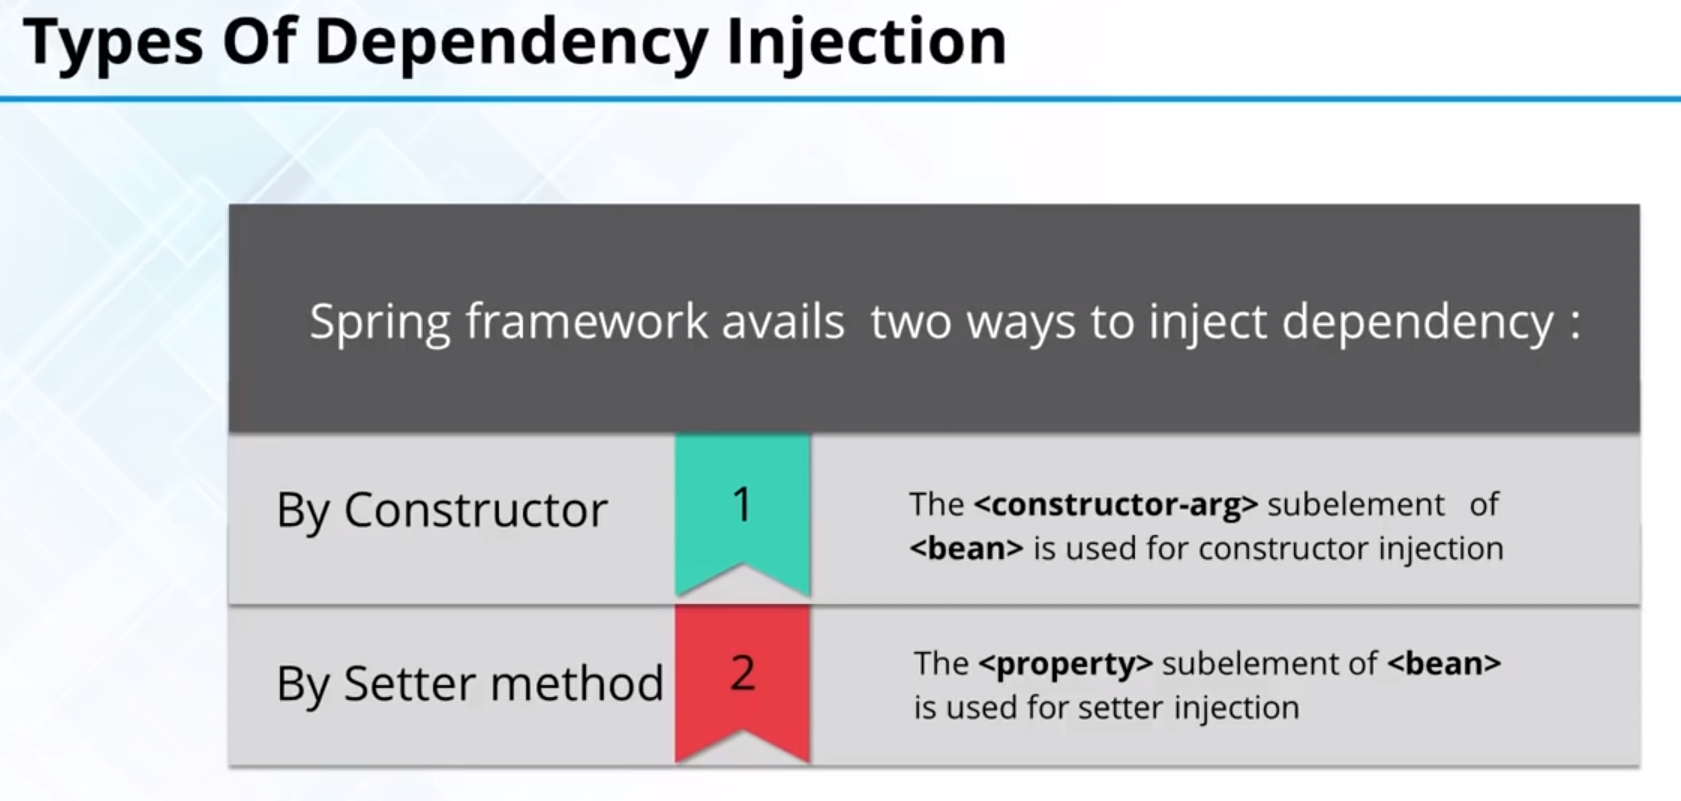 Types Of Dependency Injection
Spring framework avails two ways to inject dependency :
By Constructor
1
The <constructor-arg> subelement of
<bean> is used for constructor injection
By Setter method
2
The <property> subelement of <bean>
is used for setter injection